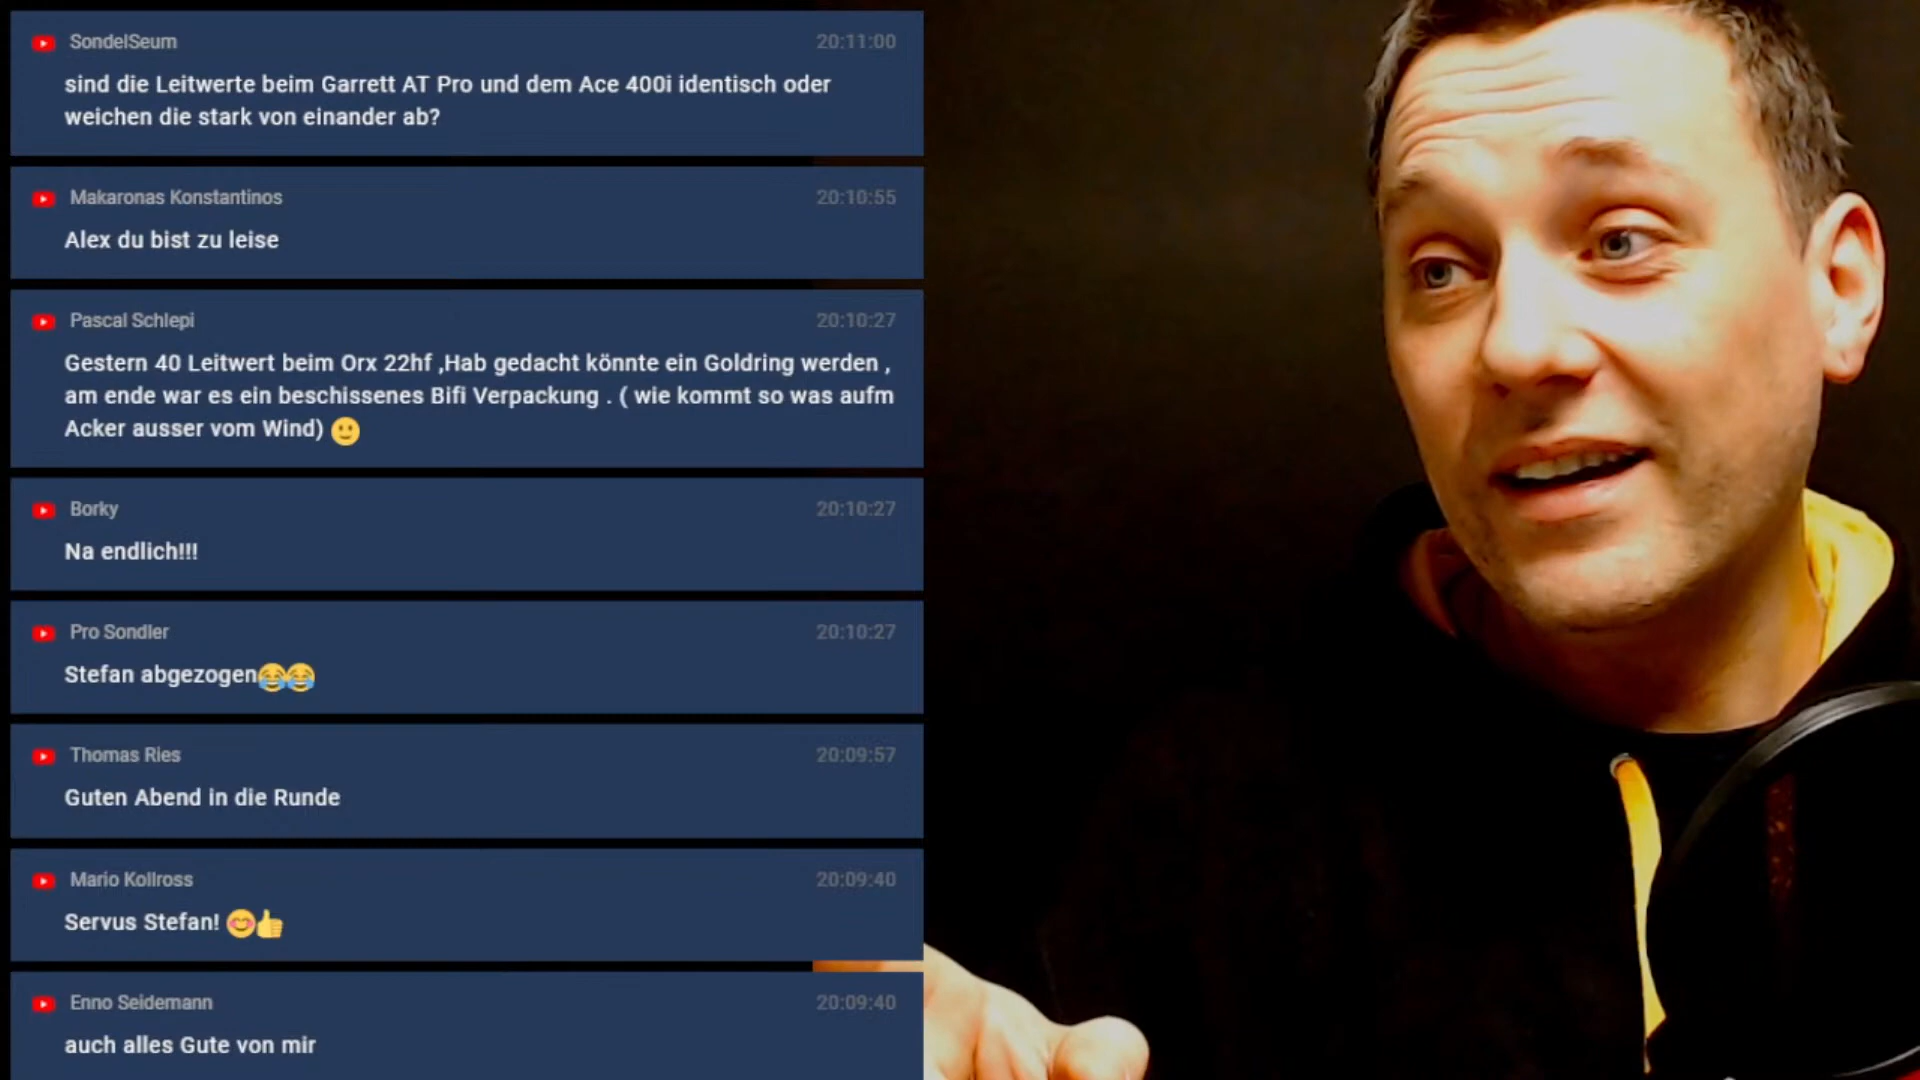 SondelSeum 20:11:00
sind die Leitwerte beim Garrett AT Pro und dem Ace 400i identisch oder
weichen die stark von einander ab?
Makaronas Konstantinos 20:10:55
Alex du bist zu leise
Pascal Schlepi 20:10:27
Gestern 40 Leitwert beim Orx 22hf ,Hab gedacht könnte ein Goldring werden ,
am ende war es ein beschissenes Bifi Verpackung . ( wie kommt so was aufm
Acker ausser vom Wind) 🙂
Borky 20:10:27
Na endlich!!!
Pro Sondler 20:10:27
Stefan abgezogen😂😂
Thomas Ries 20:09:57
Guten Abend in die Runde
Mario Kollross 20:09:40
Servus Stefan! 😊👍
Enno Seidemann 20:09:40
auch alles Gute von mir